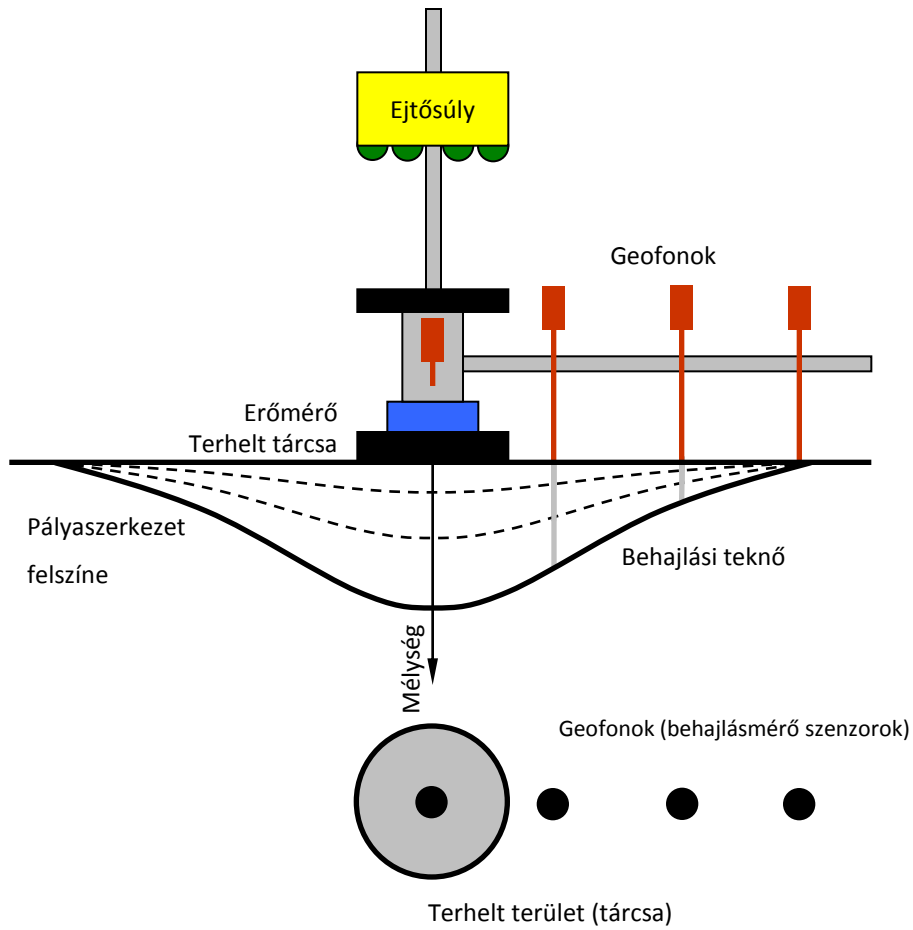 Ejtősúly
Geofonok
Erőmérő
Terhelt tárcsa
Pályaszerkezet
felszíne
Behajlási teknő
Mélység
Geofonok (behajlásmérő szenzorok)
Terhelt terület (tárcsa)